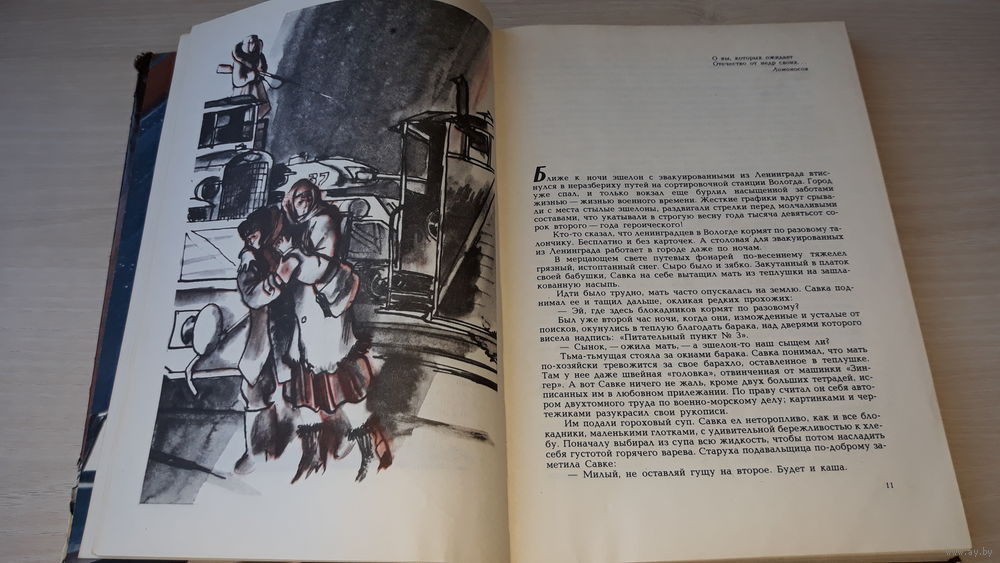 О вы, которых ожидает
Отечество от недр своих...
Ломоносов
Ближе к ночи эшелон с эвакуированными из Ленинграда втис-
нулся в неразбериху путей на сортировочной станции Вологда. Город
уже спал, и только вокзал еще бурлил насыщенной заботами
жизнью — жизнью военного времени. Жесткие графики вдруг срыва-
ли с места стылые эшелоны, раздвигали стрелки перед молчаливыми
составами, что укатывали в строгую весну года тысяча девятьсот со-
рок второго — года героического!
Кто-то сказал, что ленинградцев в Вологде кормят по разовому та-
лончику. Бесплатно и без карточек. А столовая для эвакуированных
из Ленинграда работает в городе даже по ночам.
В мерцающем свете путевых фонарей по-весеннему тяжелел
грязный, истоптанный снег. Сыро было и зябко. Закутанный в платок
своей бабушки, Савка на себе вытащил мать из теплушки на зашла-
кованную насыпь.
Идти было трудно, мать часто опускалась на землю. Савка под-
нимал ее и тащил дальше, окликая редких прохожих:
— Эй, где здесь блокадников кормят по разовому?
Был уже второй час ночи, когда они, изможденные и усталые от
поисков, окунулись в теплую благодать барака, над дверями которого
висела надпись: «Питательный пункт № 3».
— Сынок, — ожила мать, — а эшелон-то наш сыщем ли?
Тьма-тьмущая стояла за окнами барака. Савка понимал, что мать
по-хозяйски тревожится за свое барахло, оставленное в теплушке.
Там у нее даже швейная «головка», отвинченная от машинки «Зин-
гер». А вот Савке ничего не жаль, кроме двух больших тетрадей, ис-
писанных им в любовном прилежании. По праву считал он себя авто-
ром двухтомного труда по военно-морскому делу; картинками и чер-
тежиками разукрасил свои рукописи.
Им подали гороховый суп. Савка ел неторопливо, как и все бло-
кадники, маленькими глотками, с удивительной бережливостью к хле-
бу. Поначалу выбирал из супа всю жидкость, чтобы потом насладить
себя густотой горячего варева. Старуха подавальщица по-доброму за-
метила Савке:
— Милый, не оставляй гущу на второе. Будет и каша.
11
www.ay.by